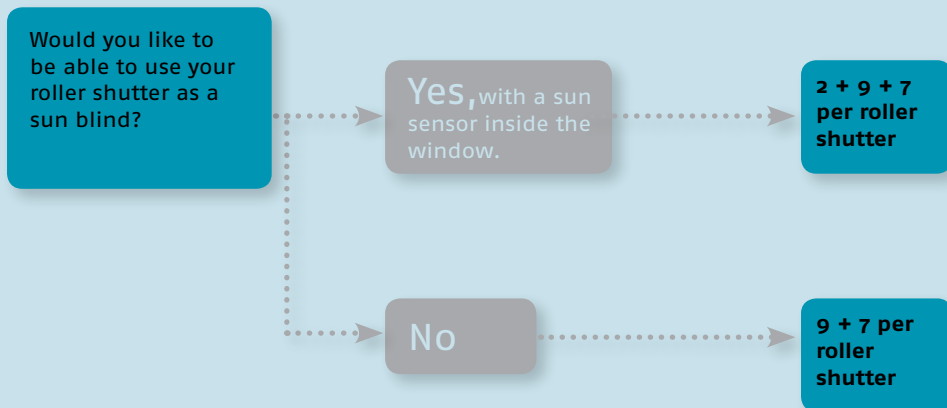 Would you like to
be able to use your
roller shutter as a
sun blind?
Yes, with a sun
sensor inside the
window.
2 + 9 + 7
per roller
shutter
No
9 + 7 per
roller
shutter